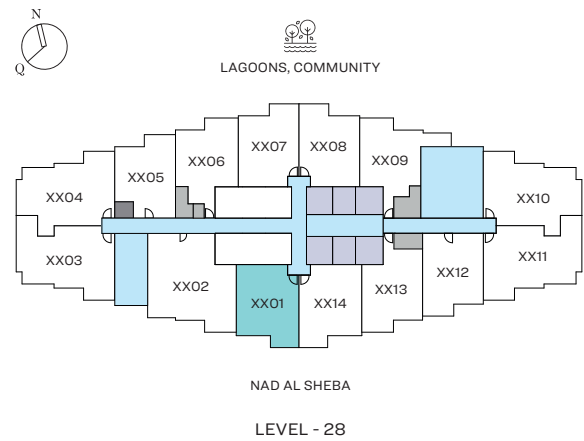 N
Q
LAGOONS, COMMUNITY
XX07
XX08
XX06
XX09
XX05
XX04
XX10
XX03
XX11
XX02
XX12
XX01
XX14
XX13
NAD AL SHEBA
LEVEL - 28